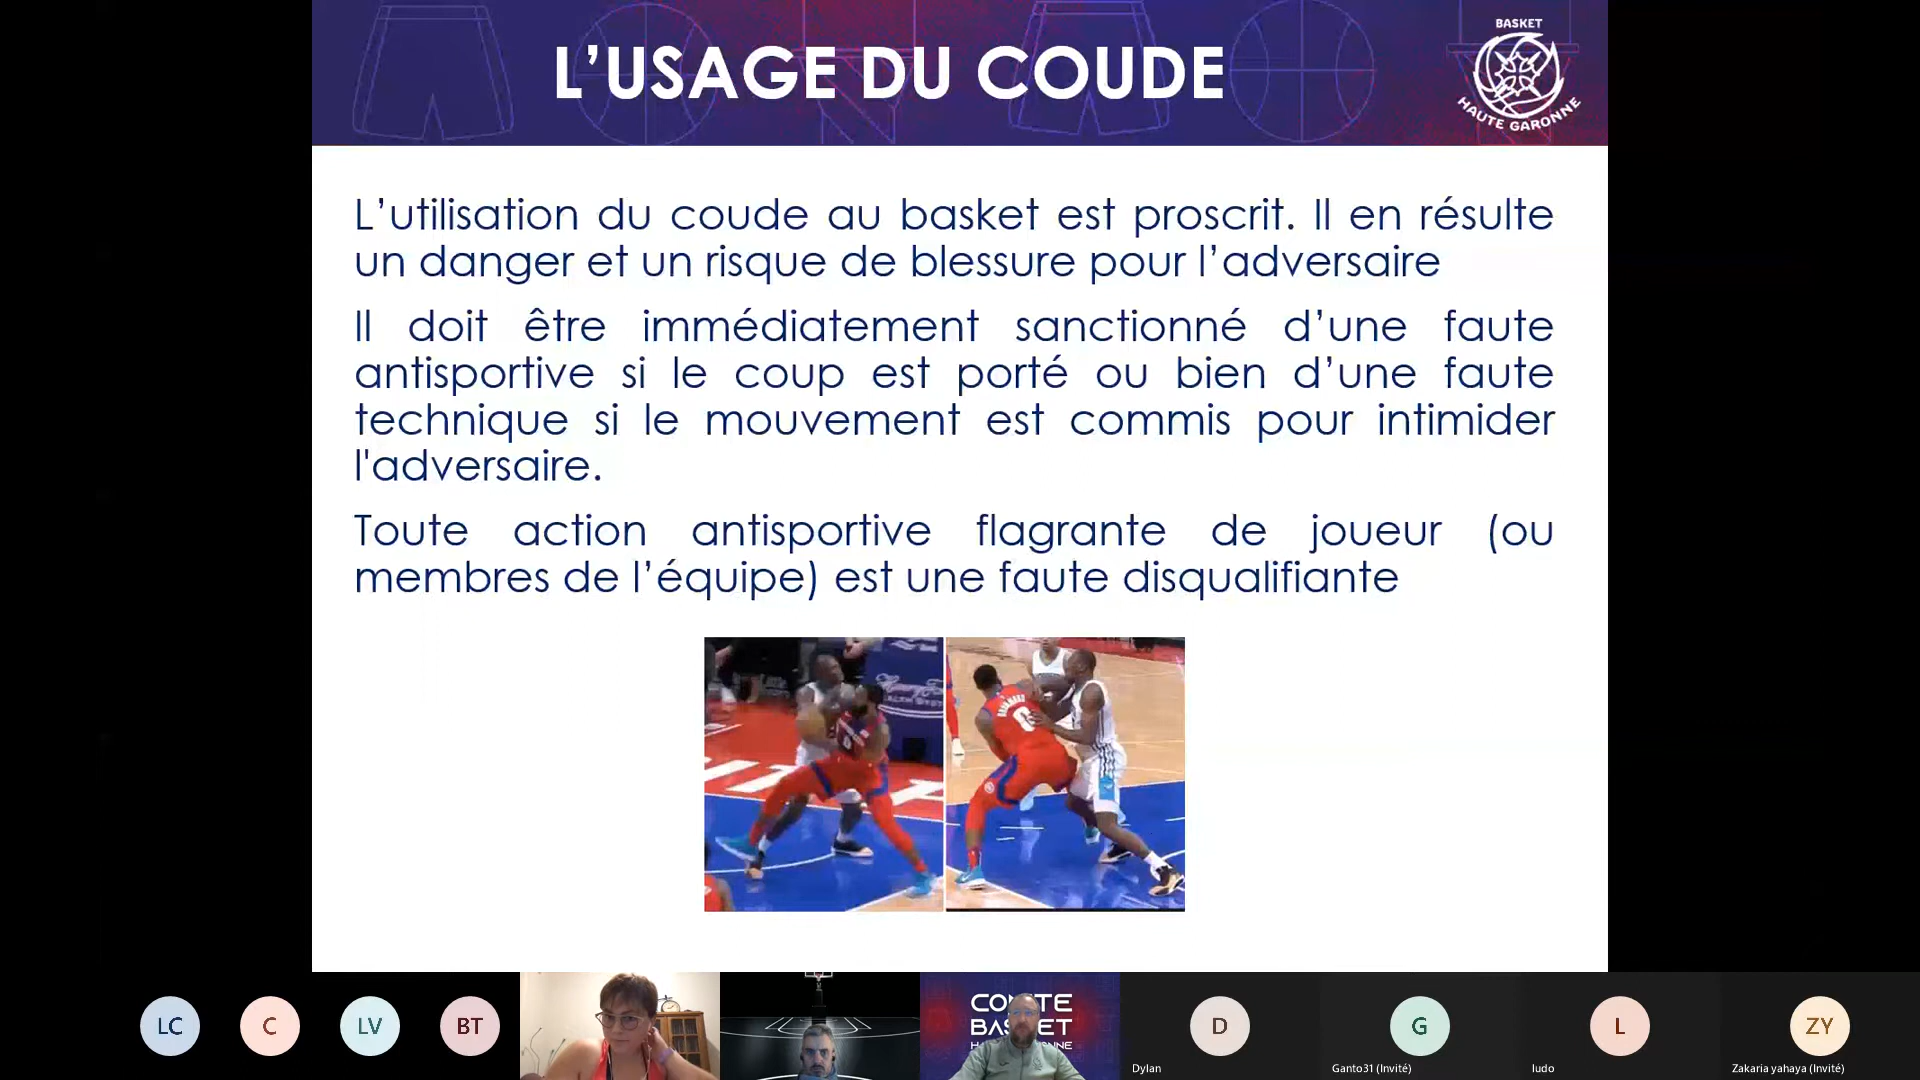 L’USAGE DU COUDE
BASKET
HAUTE GARONNE
L’utilisation du coude au basket est proscrit. Il en résulte
un danger et un risque de blessure pour l’adversaire
Il doit être immédiatement sanctionné d’une faute
antisportive si le coup est porté ou bien d’une faute
technique si le mouvement est commis pour intimider
l'adversaire.
Toute action antisportive flagrante de joueur (ou
membres de l’équipe) est une faute disqualifiante
0
LC
C
LV
BT
D
G
L
ZY
Dylan
Ganto31 (Invité)
ludo
Zakaria yahaya (Invité)